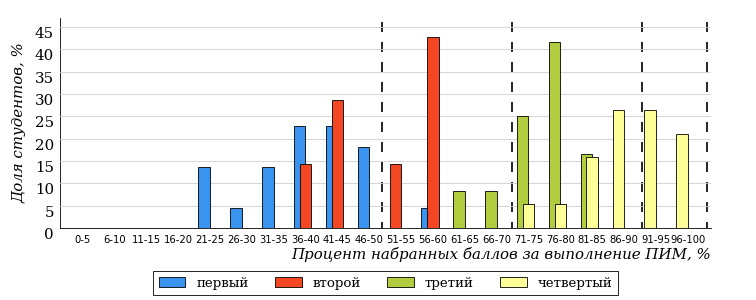 Доля студентов, %
45
40
35
30
25
20
15
10
5
0
0-5 6-10 11-15 16-20 21-25 26-30 31-35 36-40 41-45 46-50 51-55 56-60 61-65 66-70 71-75 76-80 81-85 86-90 91-95 96-100
Процент набранных баллов за выполнение ПИМ, %
первый второй третий четвертый